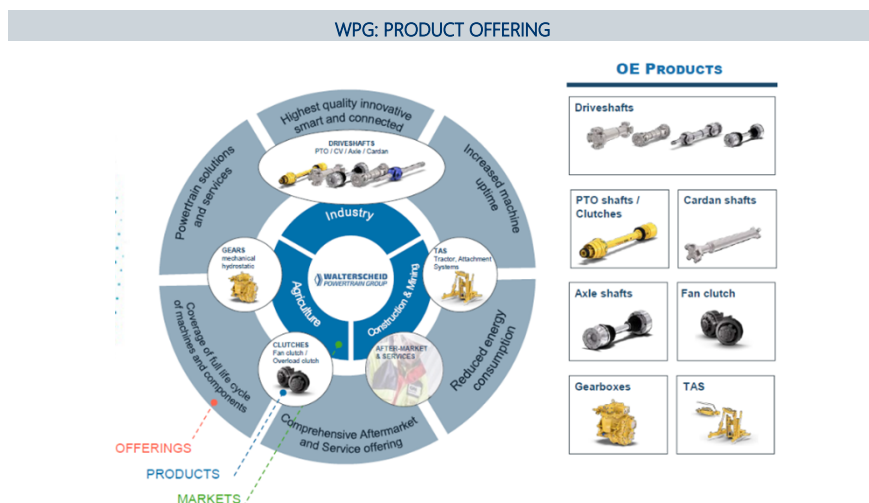 WPG: PRODUCT OFFERING
Highest quality innovative
smart and connected
DRIVESHAFTS
PTO / CV / Axle / Cardan
Powertrain solutions
and services
Increased machine
uptime
Industry
GEARS
mechanical
hydrostatic
WALTERSCHEID
POWERTRAIN GROUP
TAS
Tractor, Attachment
Systems
Agriculture
Construction & Mining
CLUTCHES
Fan clutch /
Overload clutch
AFTER-MARKET
& SERVICES
Coverage of full life cycle
of machines and components
Reduced energy
consumption
Comprehensive Aftermarket
and Service offering
OFFERINGS
PRODUCTS
MARKETS
OE PRODUCTS
Driveshafts
PTO shafts /
Clutches
Cardan shafts
Axle shafts
Fan clutch
Gearboxes
TAS